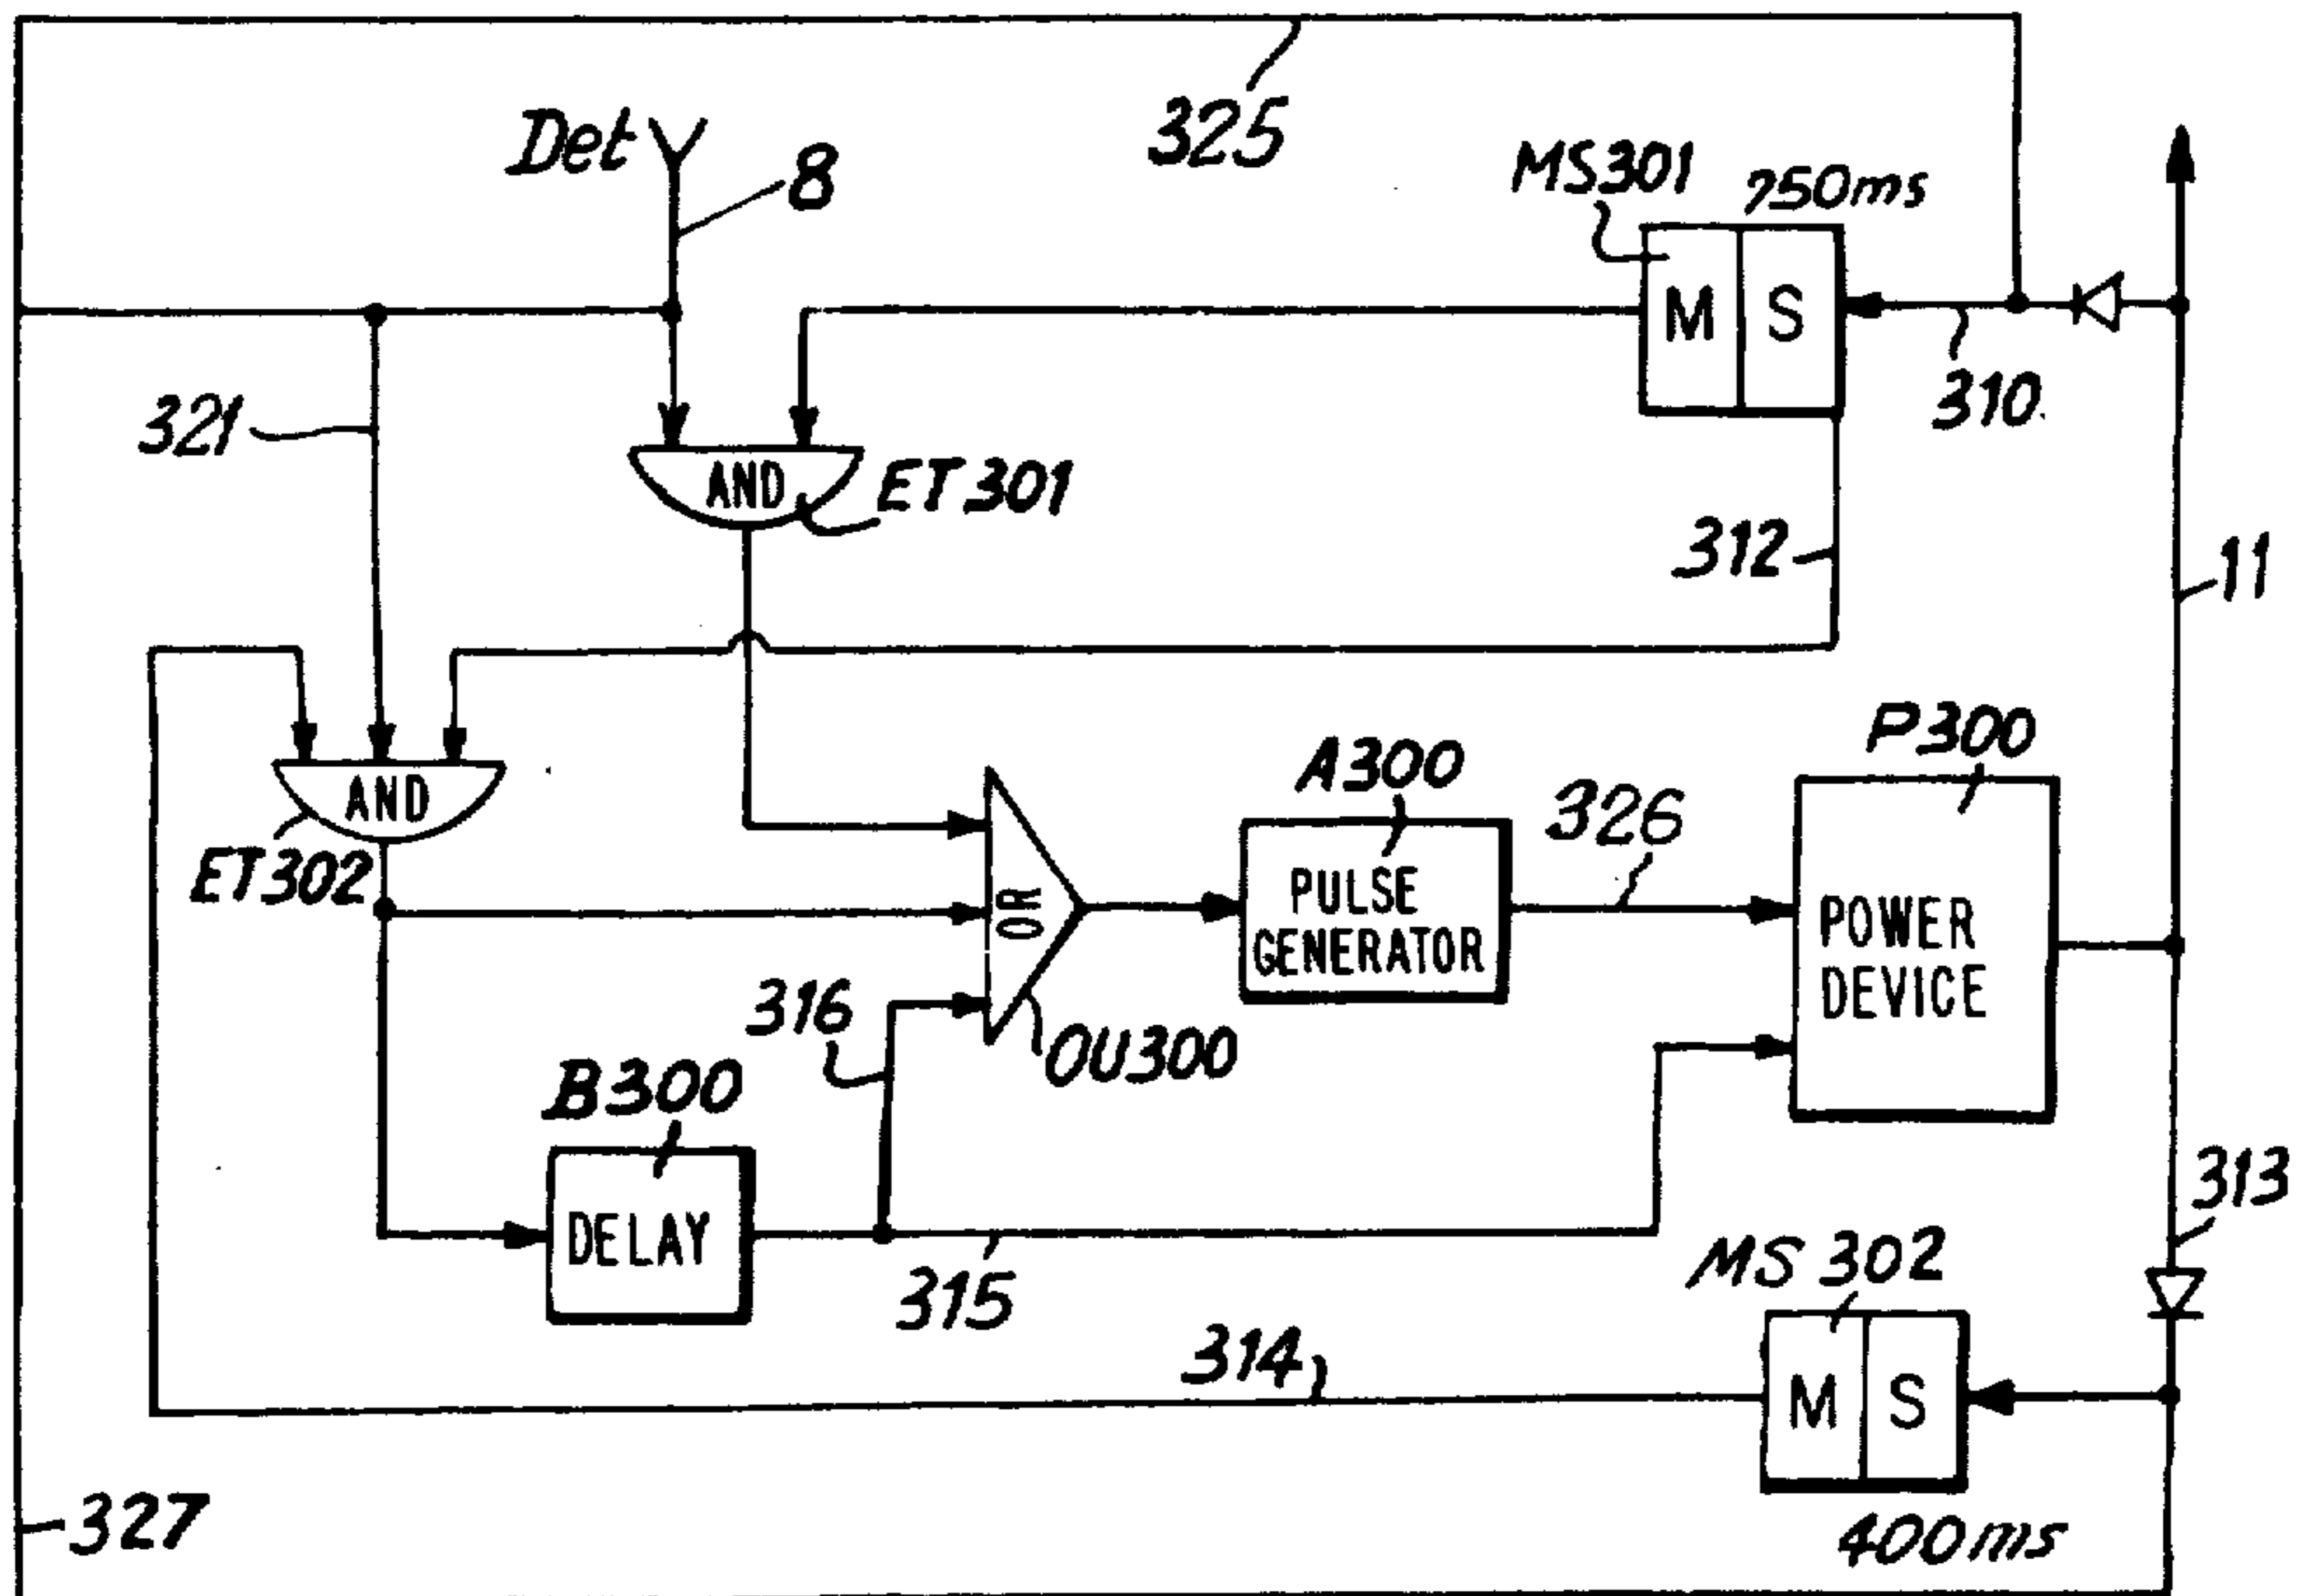 325
Det
8
MS301
M S
310.
321
AND
ET301
312
11
AND
ET302
OR
OU300
A300
PULSE
GENERATOR
326
P300
POWER
DEVICE
316
B300
DELAY
315
313
MS 302
M S
314
400ms
327